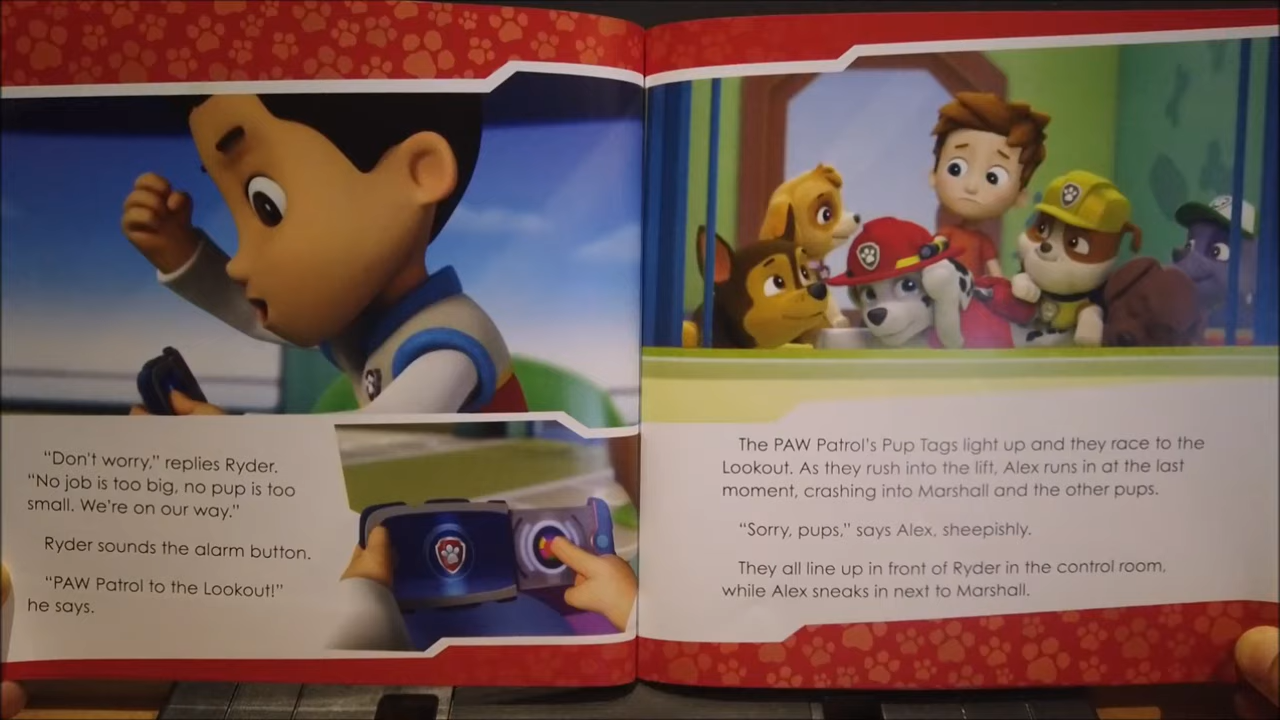 "Don't worry," replies Ryder.
"No job is too big, no pup is too
small. We're on our way."
Ryder sounds the alarm button.
"PAW Patrol to the Lookout!"
he says.
The PAW Patrol's Pup Tags light up and they race to the
Lookout. As they rush into the lift, Alex runs in at the last
moment, crashing into Marshall and the other pups.
"Sorry, pups," says Alex, sheepishly.
They all line up in front of Ryder in the control room,
while Alex sneaks in next to Marshall.